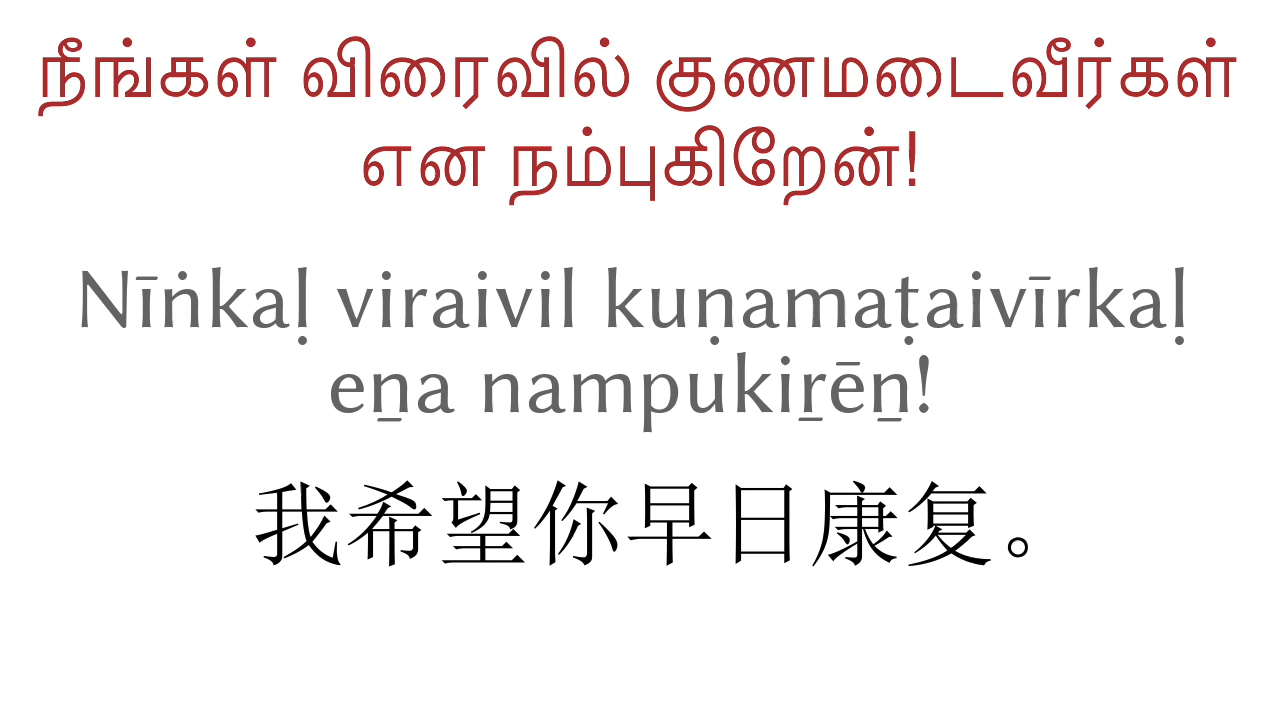 நீங்கள் விரைவில் குணமடைவீர்கள்
என நம்புகிறேன்!
Nīṅkaḷ viraivil kuṇamaṭaivīrkaḷ
eṉa nampukiṟēṉ!
我希望你早日康复。